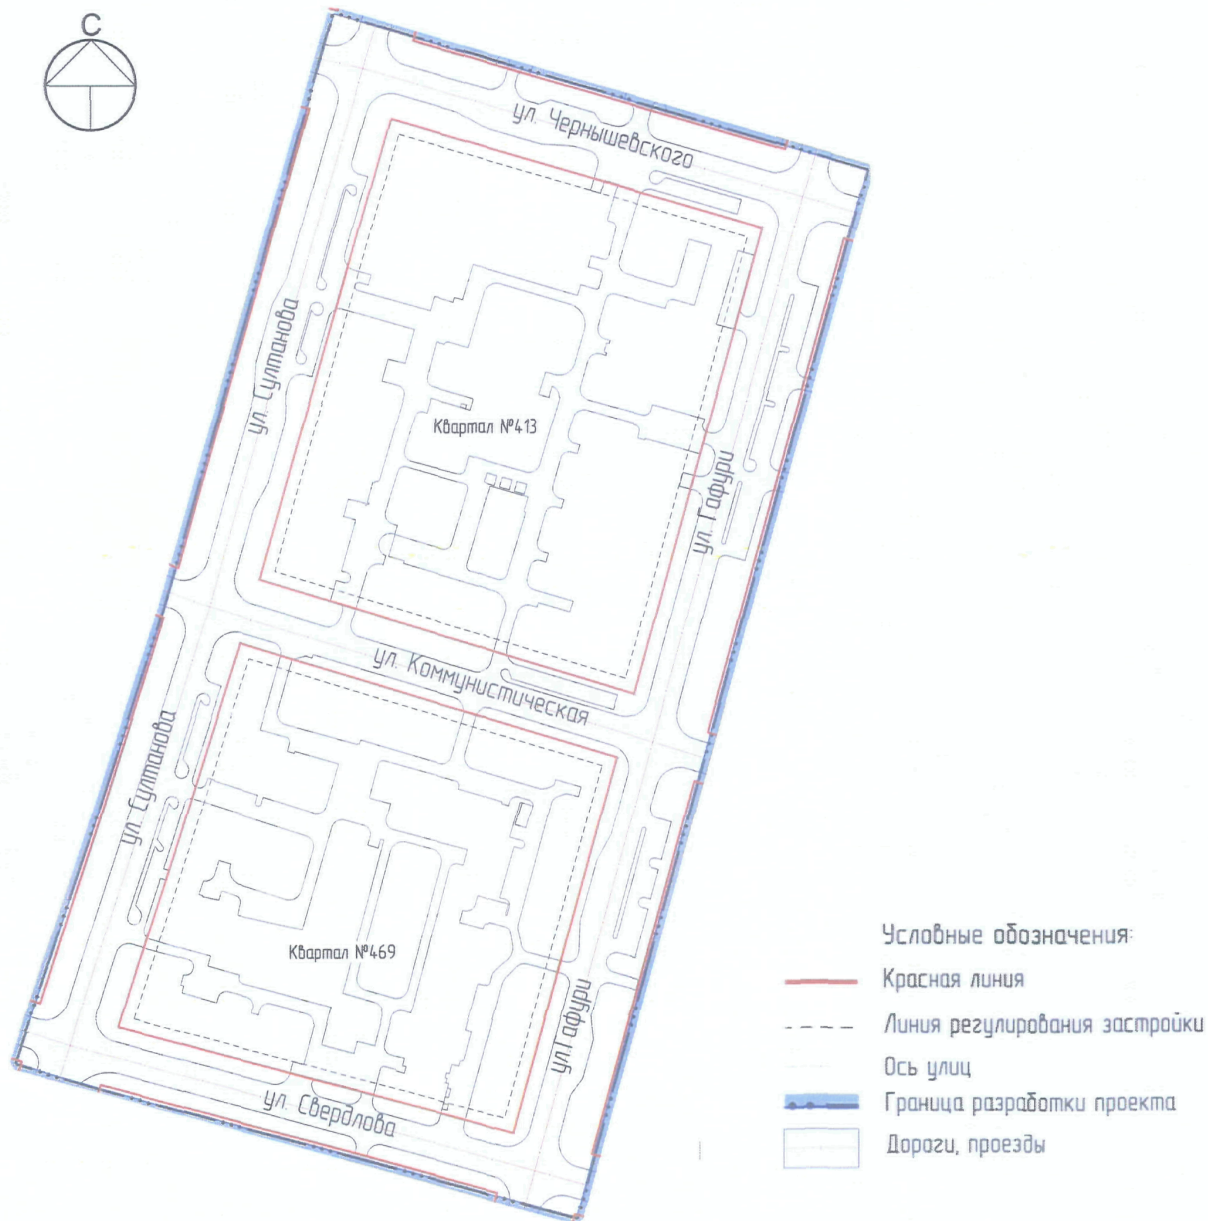 С
ул. Чернышевского
ул. Султанова
Квартал №413
ул. Гафури
ул. Коммунистическая
ул. Султанова
Квартал №469
ул.Гафури
ул. Свердлова
Условные обозначения:
Красная линия
Линия регулирования застройки
Ось улиц
Граница разработки проекта
Дороги, проезды